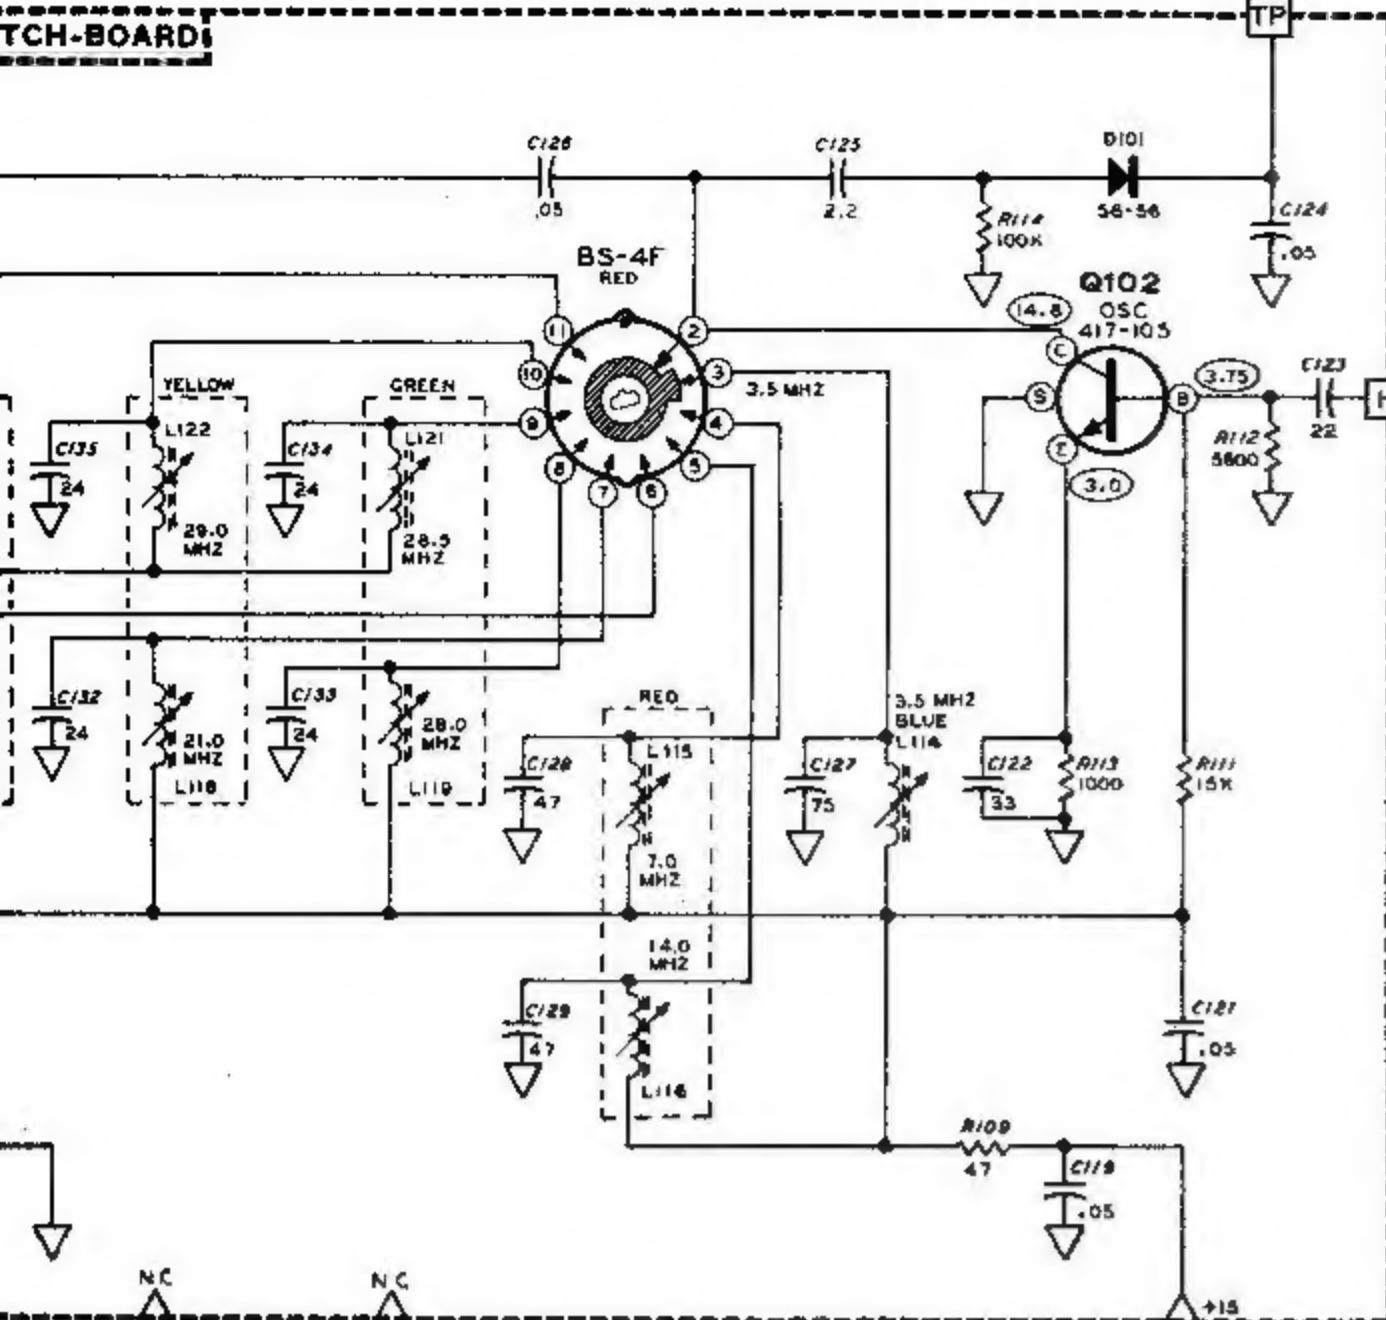 TCH-BOARD
TP
C126
.05
C125
2.2
D101
56-56
R114
100K
C124
.05
BS-4F
RED
Q102
OSC
417-105
14.8
C
S
B
E
3.75
3.0
C123
22
R112
5600
11
2
10
3
9
4
8
5
7
6
3.5 MHZ
YELLOW
GREEN
C135
24
L122
29.0
MHZ
C134
24
L121
28.5
MHZ
C132
24
21.0
MHZ
L118
C133
24
28.0
MHZ
L119
RED
C128
47
L115
7.0
MHZ
3.5 MHZ
BLUE
L114
C127
75
C122
33
R113
1000
R111
15K
14.0
MHZ
C129
47
L116
C121
.05
R109
47
C119
.05
NC
NC
+15